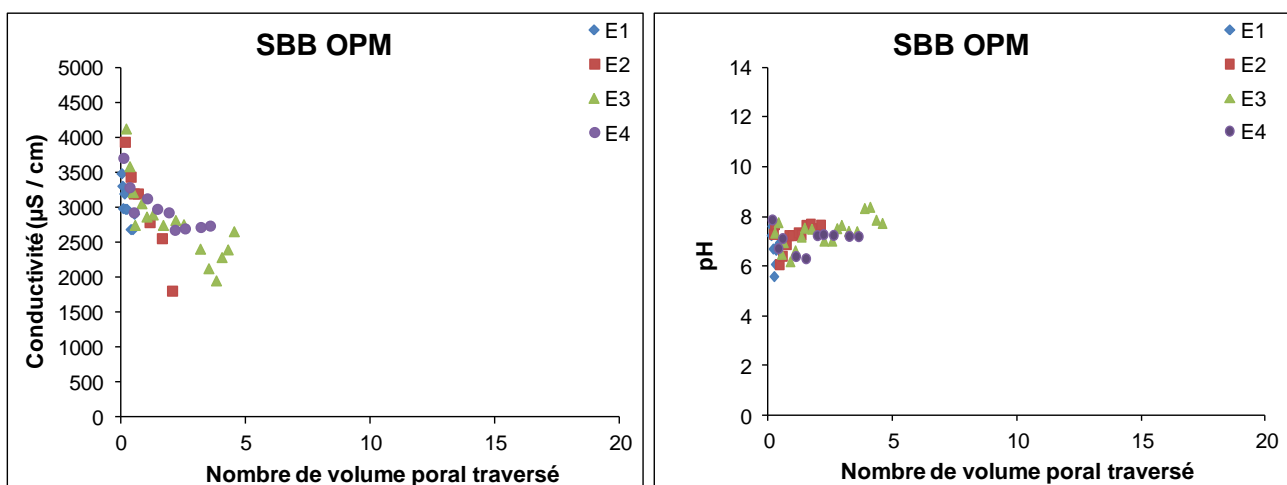 SBB OPM
E1
E2
E3
E4
5000
4500
4000
3500
3000
2500
2000
1500
1000
500
0
Conductivité (µS / cm)
0 5 10 15 20
Nombre de volume poral traversé
SBB OPM
E1
E2
E3
E4
14
12
10
8
6
4
2
0
pH
0 5 10 15 20
Nombre de volume poral traversé